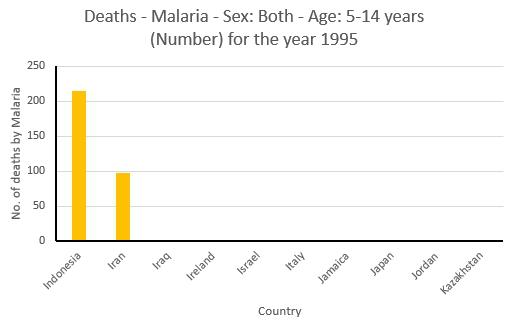 Deaths - Malaria - Sex: Both - Age: 5-14 years
(Number) for the year 1995
No. of deaths by Malaria
250
200
150
100
50
0
Indonesia
Iran
Iraq
Ireland
Israel
Italy
Jamaica
Japan
Jordan
Kazakhstan
Country